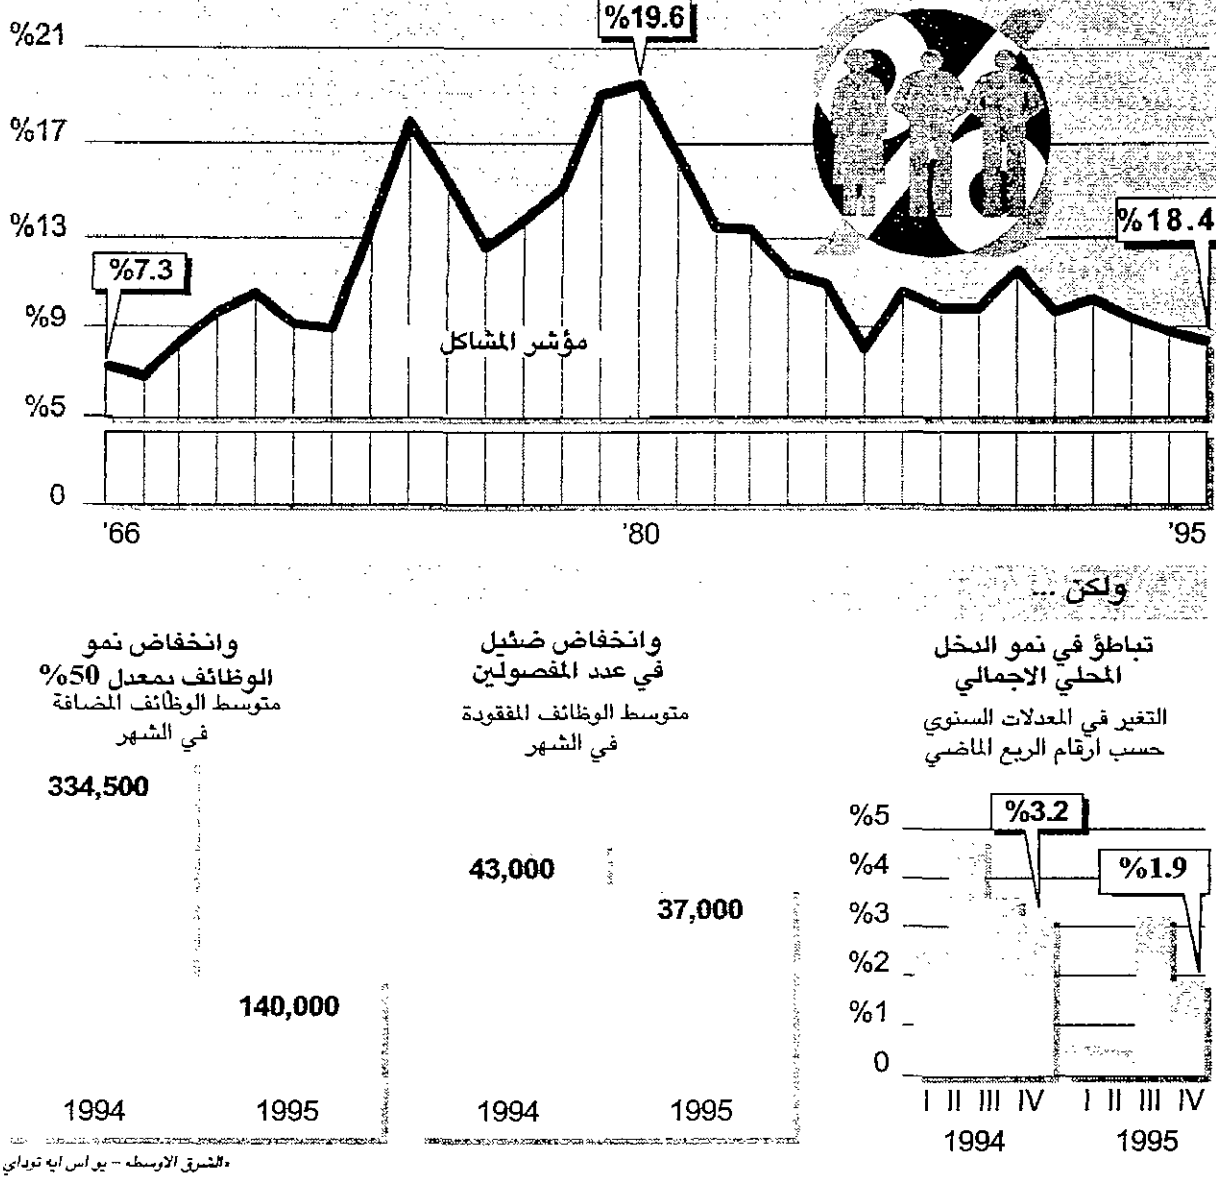 %19.6
%21
%17
%13
%9
%5
0
%7.3
%18.4
مؤشر المشاكل
'66
'80
'95
ولكن ...
تباطؤ في نمو الدخل
المحلي الاجمالي
التغير في المعدلات السنوي
حسب ارقام الربع الماضي
%5
%4
%3
%2
%1
0
%3.2
%1.9
I II III IV
I II III IV
1994
1995
وانخفاض ضئيل
في عدد المفصولين
متوسط الوظائف المفقودة
في الشهر
43,000
37,000
1994
1995
وانخفاض نمو
الوظائف بمعدل 50%
متوسط الوظائف المضافة
في الشهر
334,500
140,000
1994
1995
«الشرق الاوسط» - يو اس ايه توداي